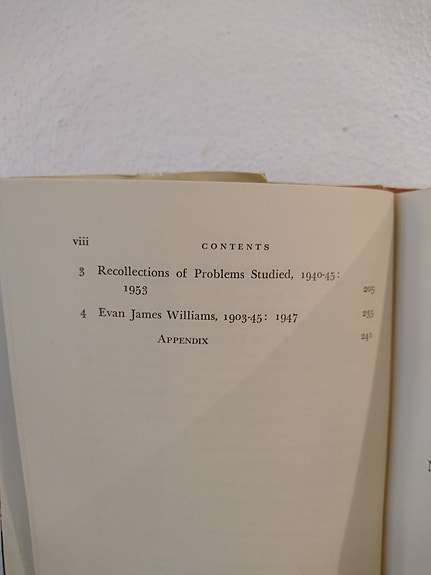 viii CONTENTS
3 Recollections of Problems Studied, 1940-45:
1953 205
4 Evan James Williams, 1903-45: 1947 235
APPENDIX 241